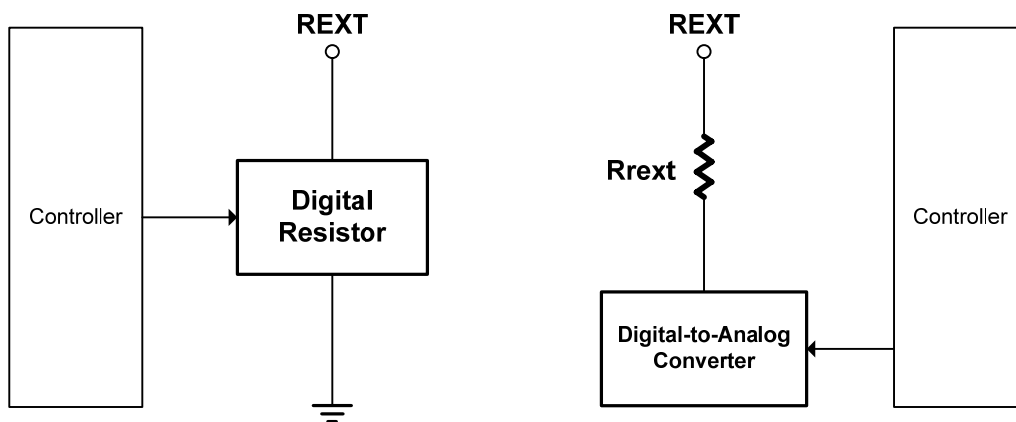 REXT
Controller
Digital
Resistor
REXT
Rrext
Digital-to-Analog
Converter
Controller